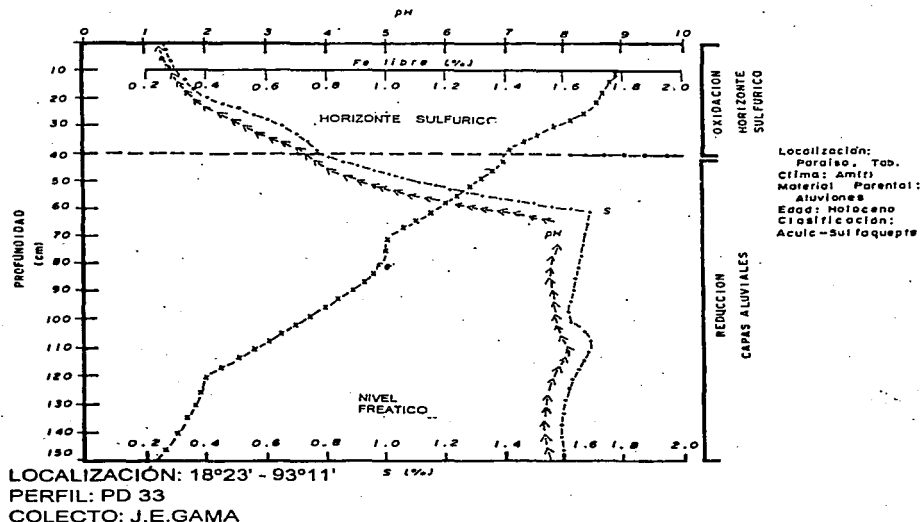 pH
0 1 2 3 4 5 6 7 8 9 10
Fe libre (%)
0.2 0.4 0.6 0.8 1.0 1.2 1.4 1.6 1.8 2.0
10
20
30
40
50
60
70
80
90
100
110
120
130
140
150
PROFUNDIDAD
(cm)
HORIZONTE SULFURICO
S
pH
Fe
NIVEL
FREATICO
0.2 0.4 0.6 0.8 1.0 1.2 1.4 1.6 1.8 2.0
S (%)
OXIDACION
HORIZONTE
SULFURICO
REDUCCION
CAPAS ALUVIALES
Localización:
Paraiso, Tab.
Clima: Am(f)
Material Parental:
Aluviones
Edad: Holoceno
Clasificación:
Acuic-Sulfaquepts
LOCALIZACIÓN: 18º23' - 93º11'
PERFIL: PD 33
COLECTO: J.E.GAMA